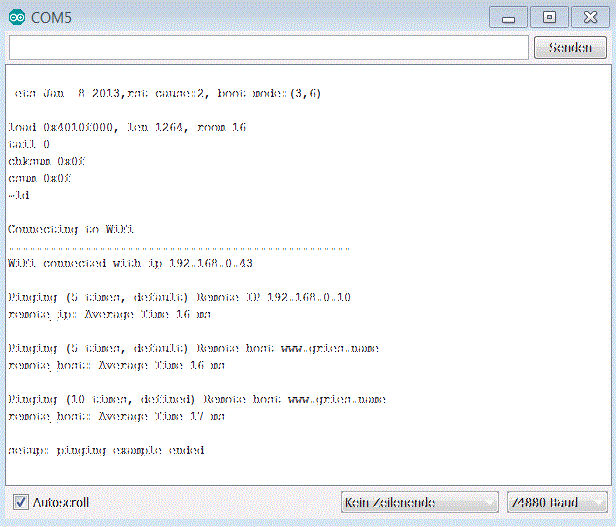 COM5
Senden
ets Jan  8 2013,rst cause:2, boot mode:(3,6)
load 0x4010f000, len 1264, room 16
tail 0
chksum 0x0f
csum 0x0f
~ld
Connecting to WiFi
WiFi connected with ip 192.168.0.43
Pinging (5 times, default) Remote IP 192.168.0.10
remote_ip: Average Time 16 ms
Pinging (5 times, default) Remote host www.gries.name
remote_host: Average Time 16 ms
Pinging (10 times, defined) Remote host www.gries.name
remote_host: Average Time 17 ms
setup: pinging example ended
Autoscroll
Kein Zeilenende
74880 Baud